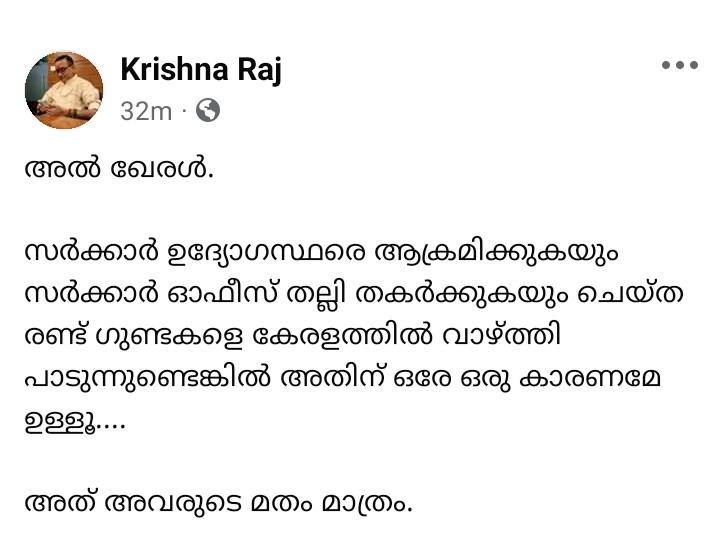 Krishna Raj
32m ·
അൽ ഖേരൾ.
സർക്കാർ ഉദ്യോഗസ്ഥരെ ആക്രമിക്കുകയും
സർക്കാർ ഓഫീസ് തല്ലി തകർക്കുകയും ചെയ്ത
രണ്ട് ഗുണ്ടകളെ കേരളത്തിൽ വാഴ്ത്തി
പാടുന്നുണ്ടെങ്കിൽ അതിന് ഒരേ ഒരു കാരണമേ
ഉള്ളൂ....
അത് അവരുടെ മതം മാത്രം.